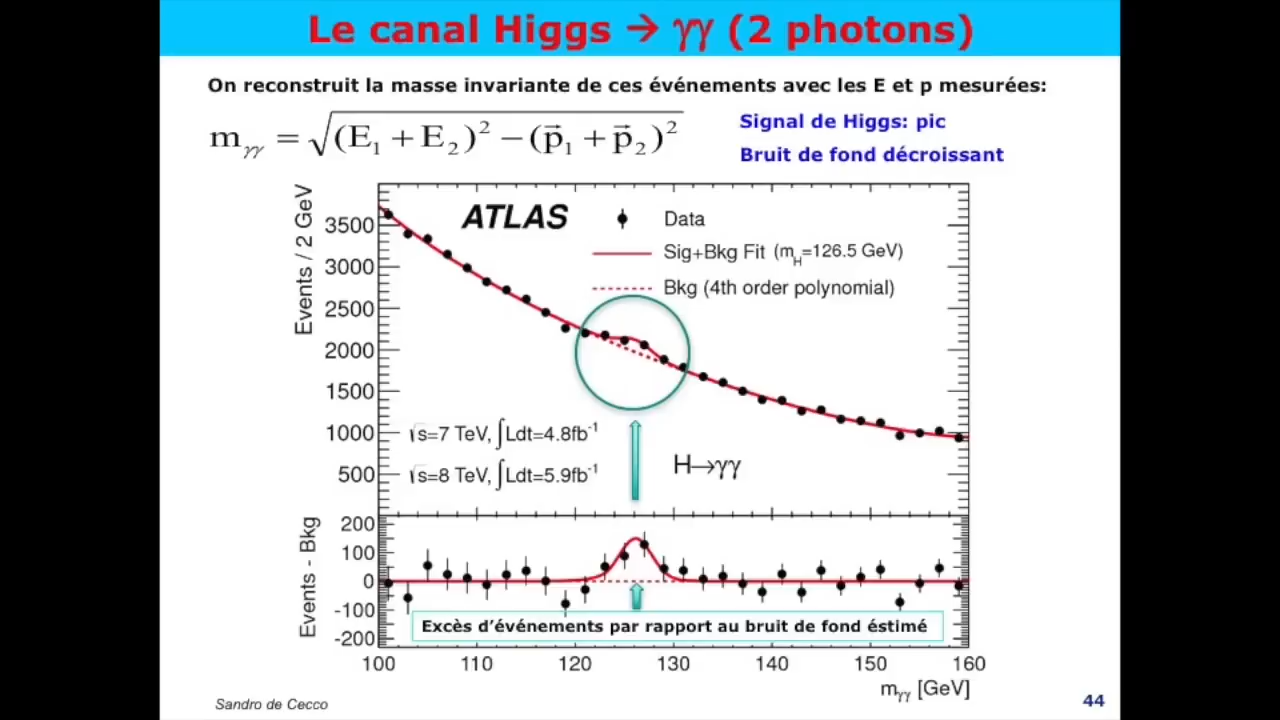 Le canal Higgs → γγ (2 photons)
On reconstruit la masse invariante de ces événements avec les E et p mesurées:
m_γγ = √((E₁ + E₂)² − (p⃗₁ + p⃗₂)²)
Signal de Higgs: pic
Bruit de fond décroissant
ATLAS
Data
Sig+Bkg Fit (m_H=126.5 GeV)
Bkg (4th order polynomial)
Events / 2 GeV
3500
3000
2500
2000
1500
1000
500
√s=7 TeV, ∫Ldt=4.8fb⁻¹
√s=8 TeV, ∫Ldt=5.9fb⁻¹
H→γγ
Events - Bkg
200
100
0
-100
-200
Excès d'événements par rapport au bruit de fond éstimé
100 110 120 130 140 150 160
m_γγ [GeV]
Sandro de Cecco
44